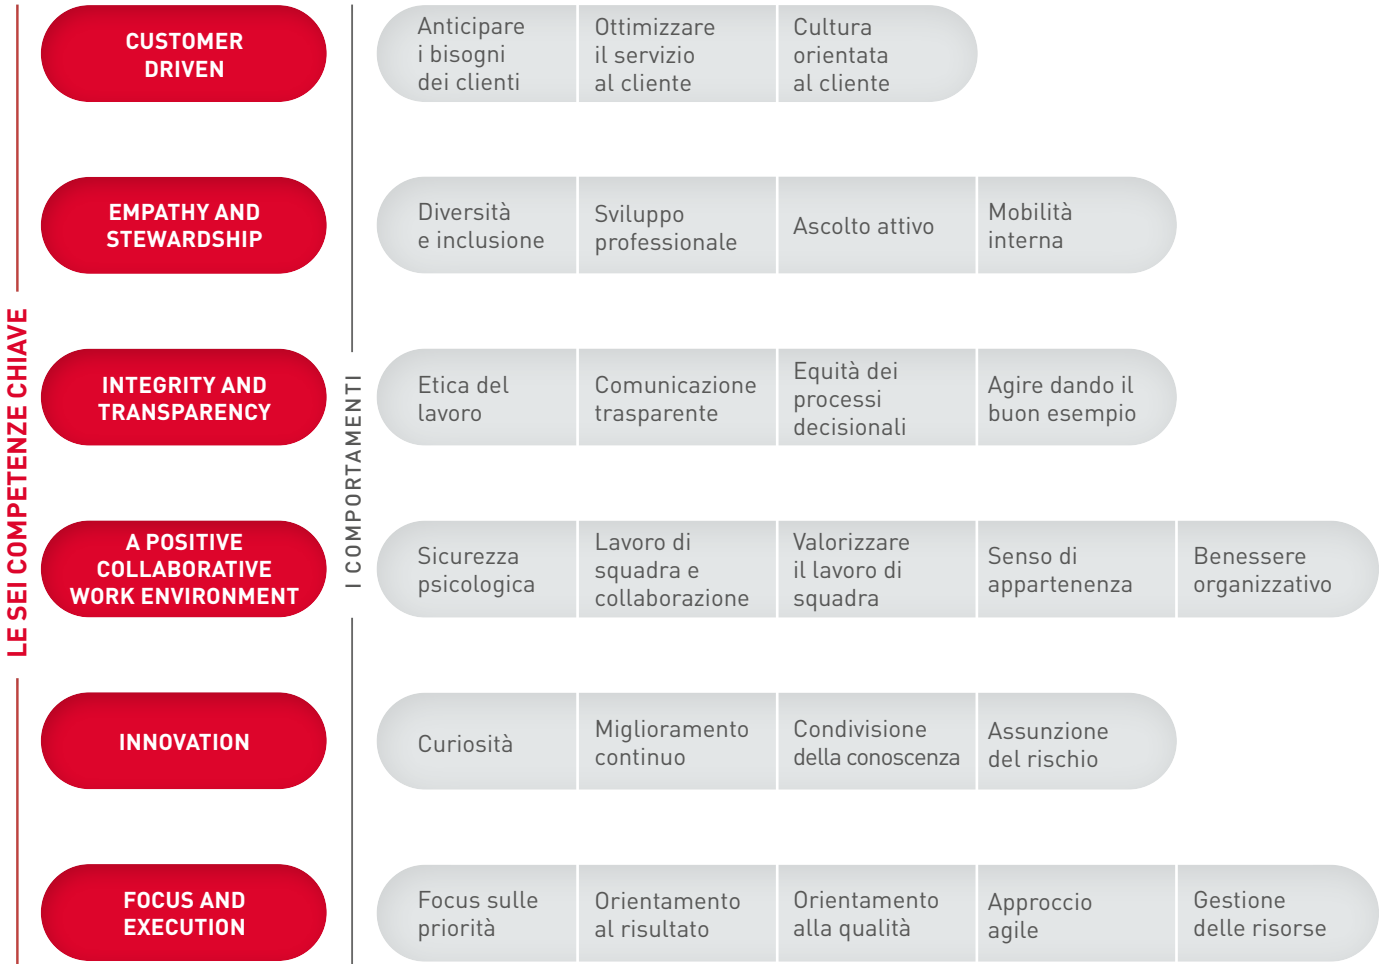 LE SEI COMPETENZE CHIAVE
I COMPORTAMENTI
CUSTOMER
DRIVEN
Anticipare
i bisogni
dei clienti
Ottimizzare
il servizio
al cliente
Cultura
orientata
al cliente
EMPATHY AND
STEWARDSHIP
Diversità
e inclusione
Sviluppo
professionale
Ascolto attivo
Mobilità
interna
INTEGRITY AND
TRANSPARENCY
Etica del
lavoro
Comunicazione
trasparente
Equità dei
processi
decisionali
Agire dando il
buon esempio
A POSITIVE
COLLABORATIVE
WORK ENVIRONMENT
Sicurezza
psicologica
Lavoro di
squadra e
collaborazione
Valorizzare
il lavoro di
squadra
Senso di
appartenenza
Benessere
organizzativo
INNOVATION
Curiosità
Miglioramento
continuo
Condivisione
della conoscenza
Assunzione
del rischio
FOCUS AND
EXECUTION
Focus sulle
priorità
Orientamento
al risultato
Orientamento
alla qualità
Approccio
agile
Gestione
delle risorse